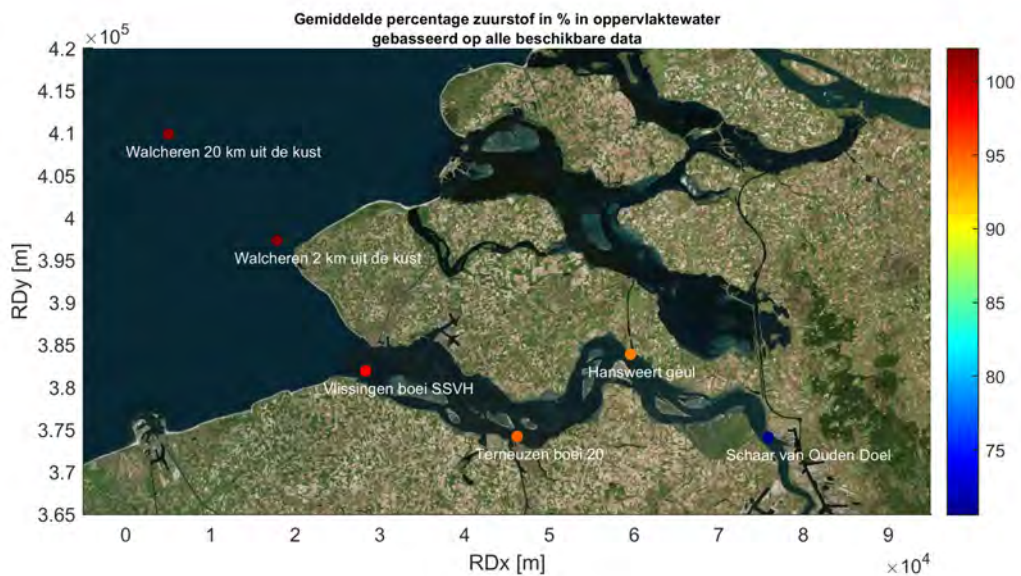 Gemiddelde percentage zuurstof in % in oppervlaktewater
gebasseerd op alle beschikbare data
×10⁵
4.2
4.15
4.1
4.05
4
3.95
3.9
3.85
3.8
3.75
3.7
3.65
RDy [m]
Walcheren 20 km uit de kust
Walcheren 2 km uit de kust
Vlissingen boei SSVH
Hansweert geul
Terneuzen boei 20
Schaar van Ouden Doel
0 1 2 3 4 5 6 7 8 9
RDx [m]
×10⁴
100
95
90
85
80
75